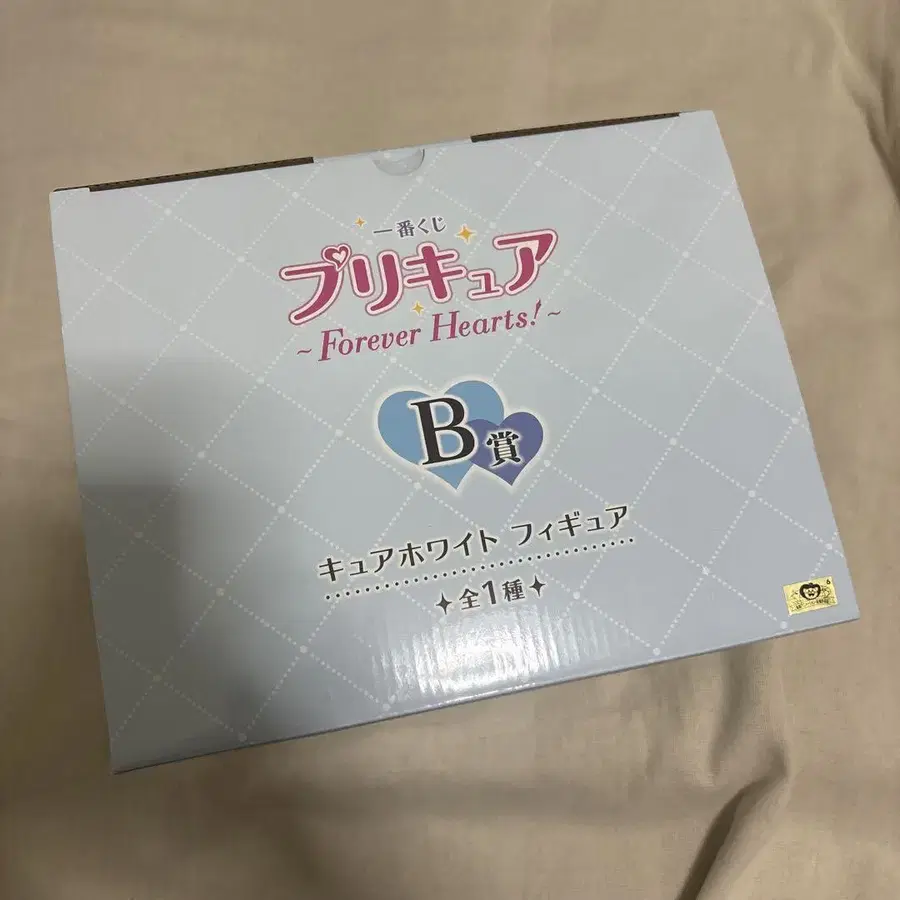 一番くじ
プリキュア
~Forever Hearts!~
B賞
キュアホワイト フィギュア
全1種